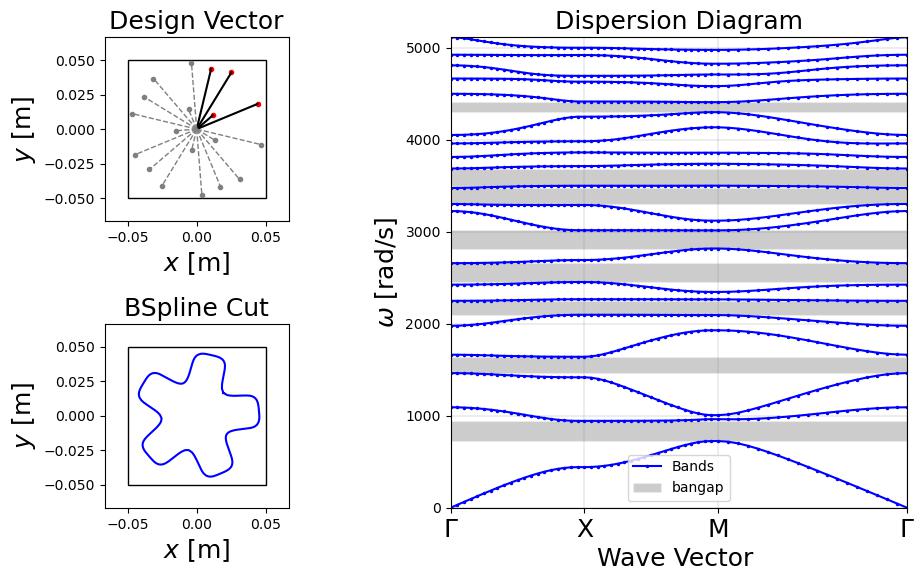 Design Vector
0.050
0.025
0.000
−0.025
−0.050
y [m]
−0.05
0.00
0.05
x [m]
BSpline Cut
0.050
0.025
0.000
−0.025
−0.050
y [m]
−0.05
0.00
0.05
x [m]
Dispersion Diagram
5000
4000
3000
2000
1000
0
ω [rad/s]
Bands
bangap
Γ
X
M
Γ
Wave Vector